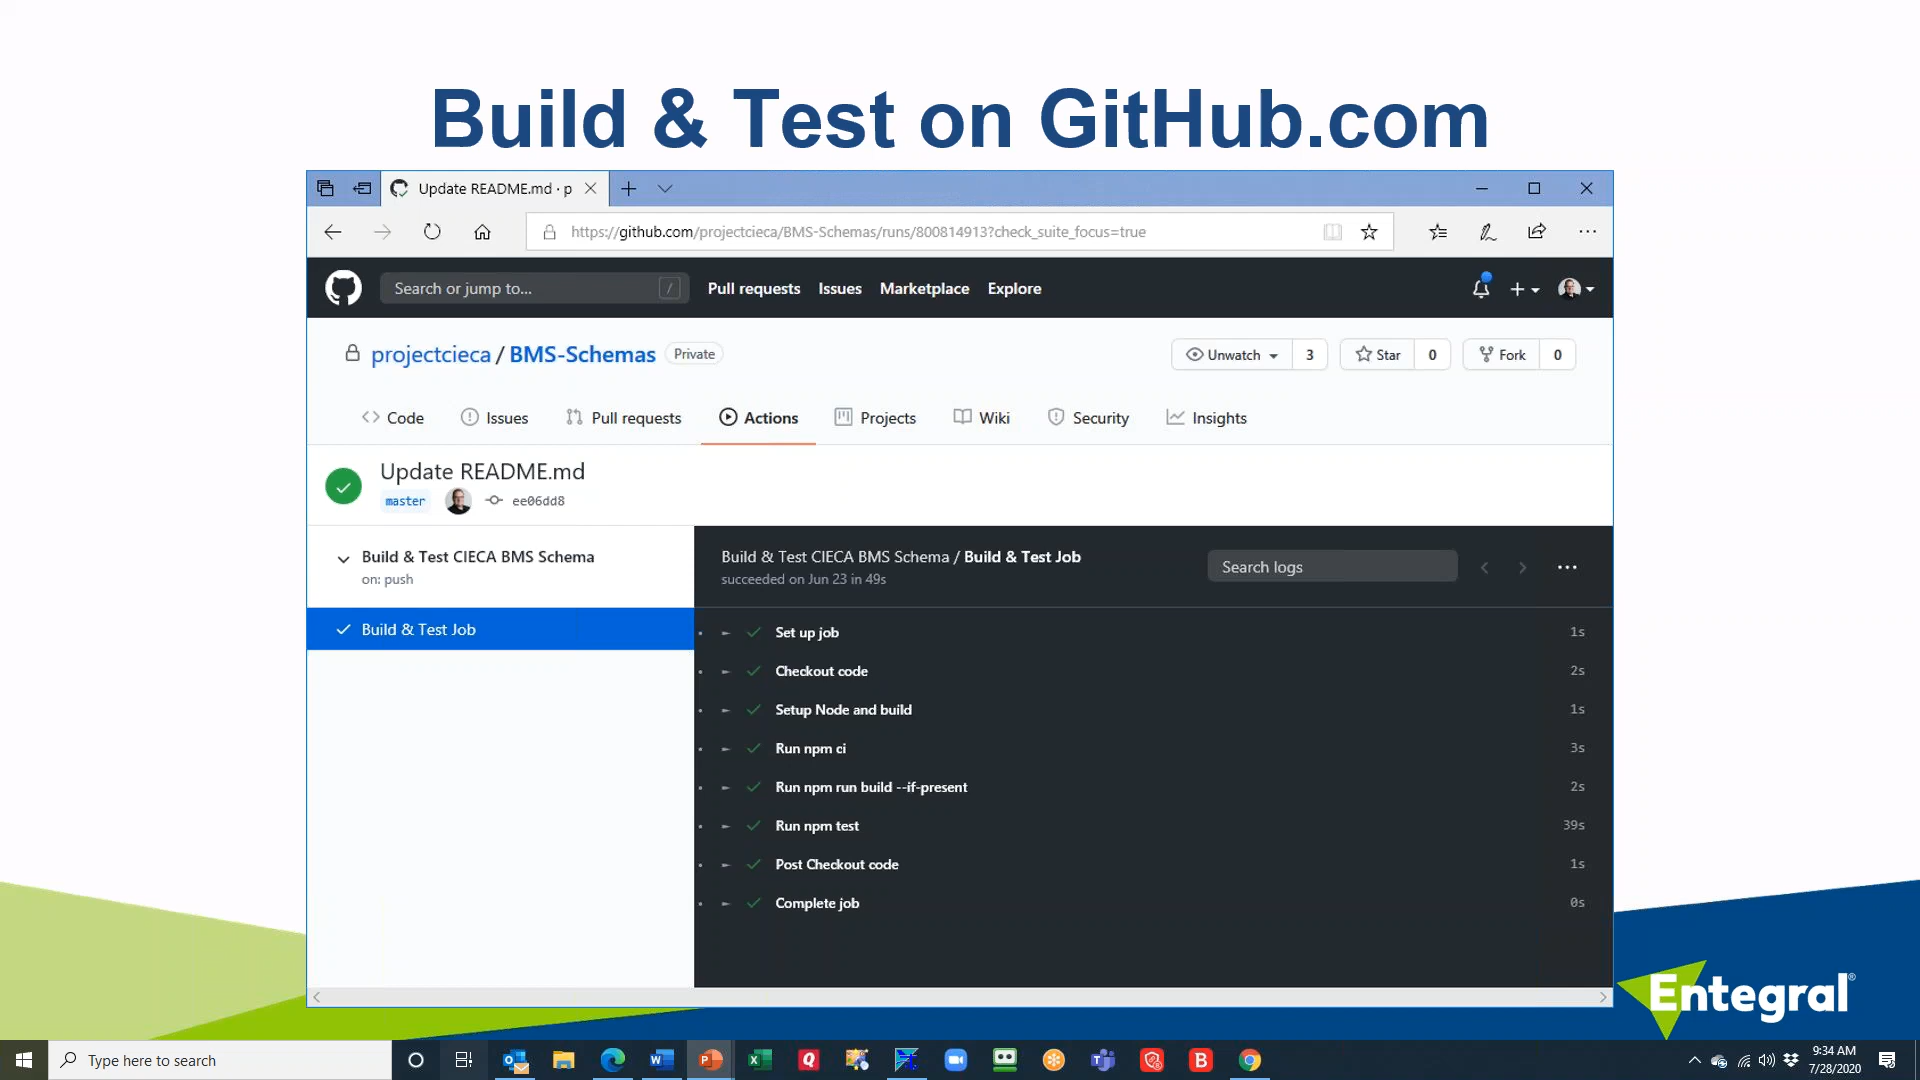 Build & Test on GitHub.com
Update README.md · p
https://github.com/projectcieca/BMS-Schemas/runs/800814913?check_suite_focus=true
Search or jump to... /
Pull requests Issues Marketplace Explore
projectcieca / BMS-Schemas Private
Unwatch 3 Star 0 Fork 0
Code Issues Pull requests Actions Projects Wiki Security Insights
Update README.md
master ee06dd8
Build & Test CIECA BMS Schema
on: push
Build & Test Job
Build & Test CIECA BMS Schema / Build & Test Job
succeeded on Jun 23 in 49s
Search logs
Set up job 1s
Checkout code 2s
Setup Node and build 1s
Run npm ci 3s
Run npm run build --if-present 2s
Run npm test 39s
Post Checkout code 1s
Complete job 0s
Entegral®
Type here to search
9:34 AM
7/28/2020